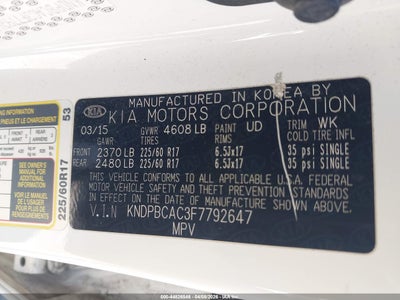 MANUFACTURED IN KOREA BY
KIA KIA MOTORS CORPORATION
03/15 GVWR 4608 LB PAINT UD TRIM WK
GAWR TIRES RIMS COLD TIRE INFL
FRONT 2370 LB 225/60 R17 6.5Jx17 35 psi SINGLE
REAR 2480 LB 225/60 R17 6.5Jx17 35 psi SINGLE
THIS VEHICLE CONFORMS TO ALL APPLICABLE U.S.A. FEDERAL
MOTOR VEHICLE SAFETY AND THEFT PREVENTION STANDARDS
IN EFFECT ON THE DATE OF MANUFACTURE SHOWN ABOVE.
V.I.N KNDPBCAC3F7792647
MPV
225/60R17 53